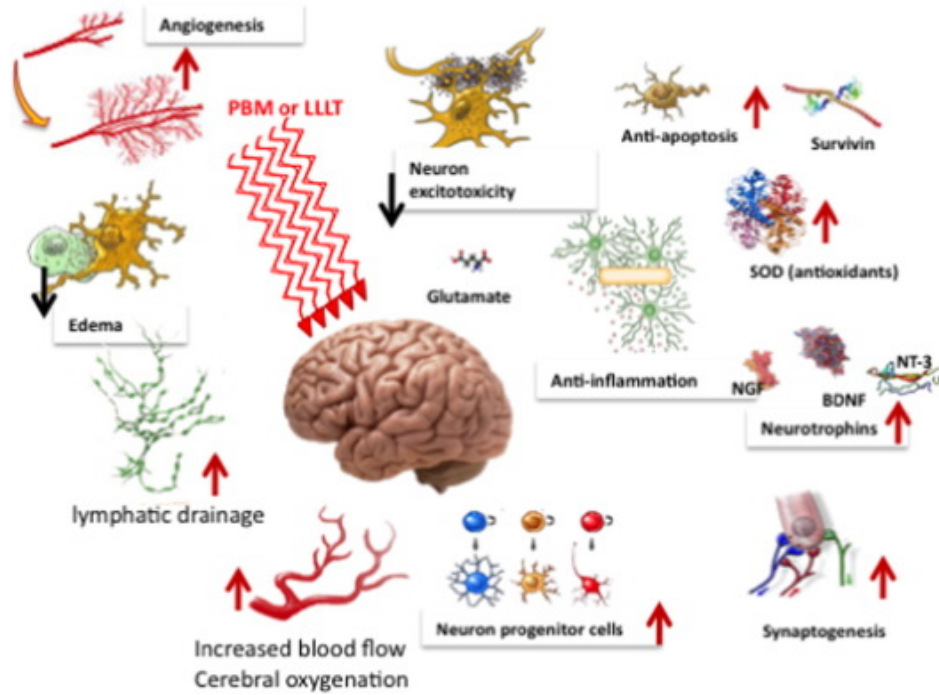 Angiogenesis
PBM or LLLT
Neuron
excitotoxicity
Anti-apoptosis
Survivin
SOD (antioxidants)
Edema
Glutamate
Anti-inflammation
NGF
BDNF
NT-3
Neurotrophins
lymphatic drainage
Increased blood flow
Cerebral oxygenation
Neuron progenitor cells
Synaptogenesis